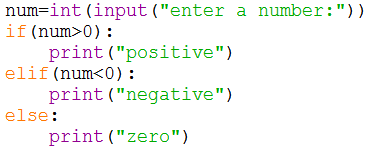 num=int(input("enter a number:"))
if(num>0):
    print("positive")
elif(num<0):
    print("negative")
else:
    print("zero")